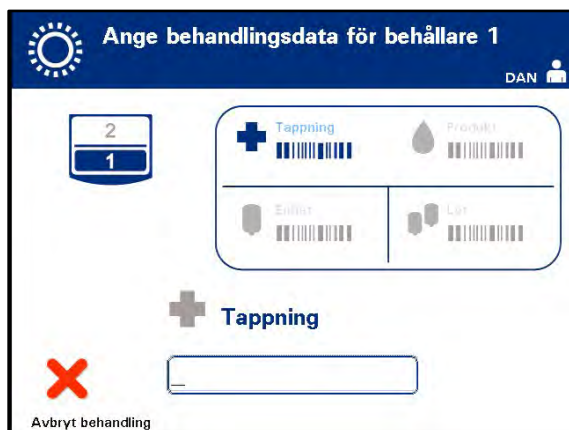 Ange behandlingsdata för behållare 1
DAN
2
1
Tappning
Produkt
Enhet
Lot
Tappning
_
Avbryt behandling